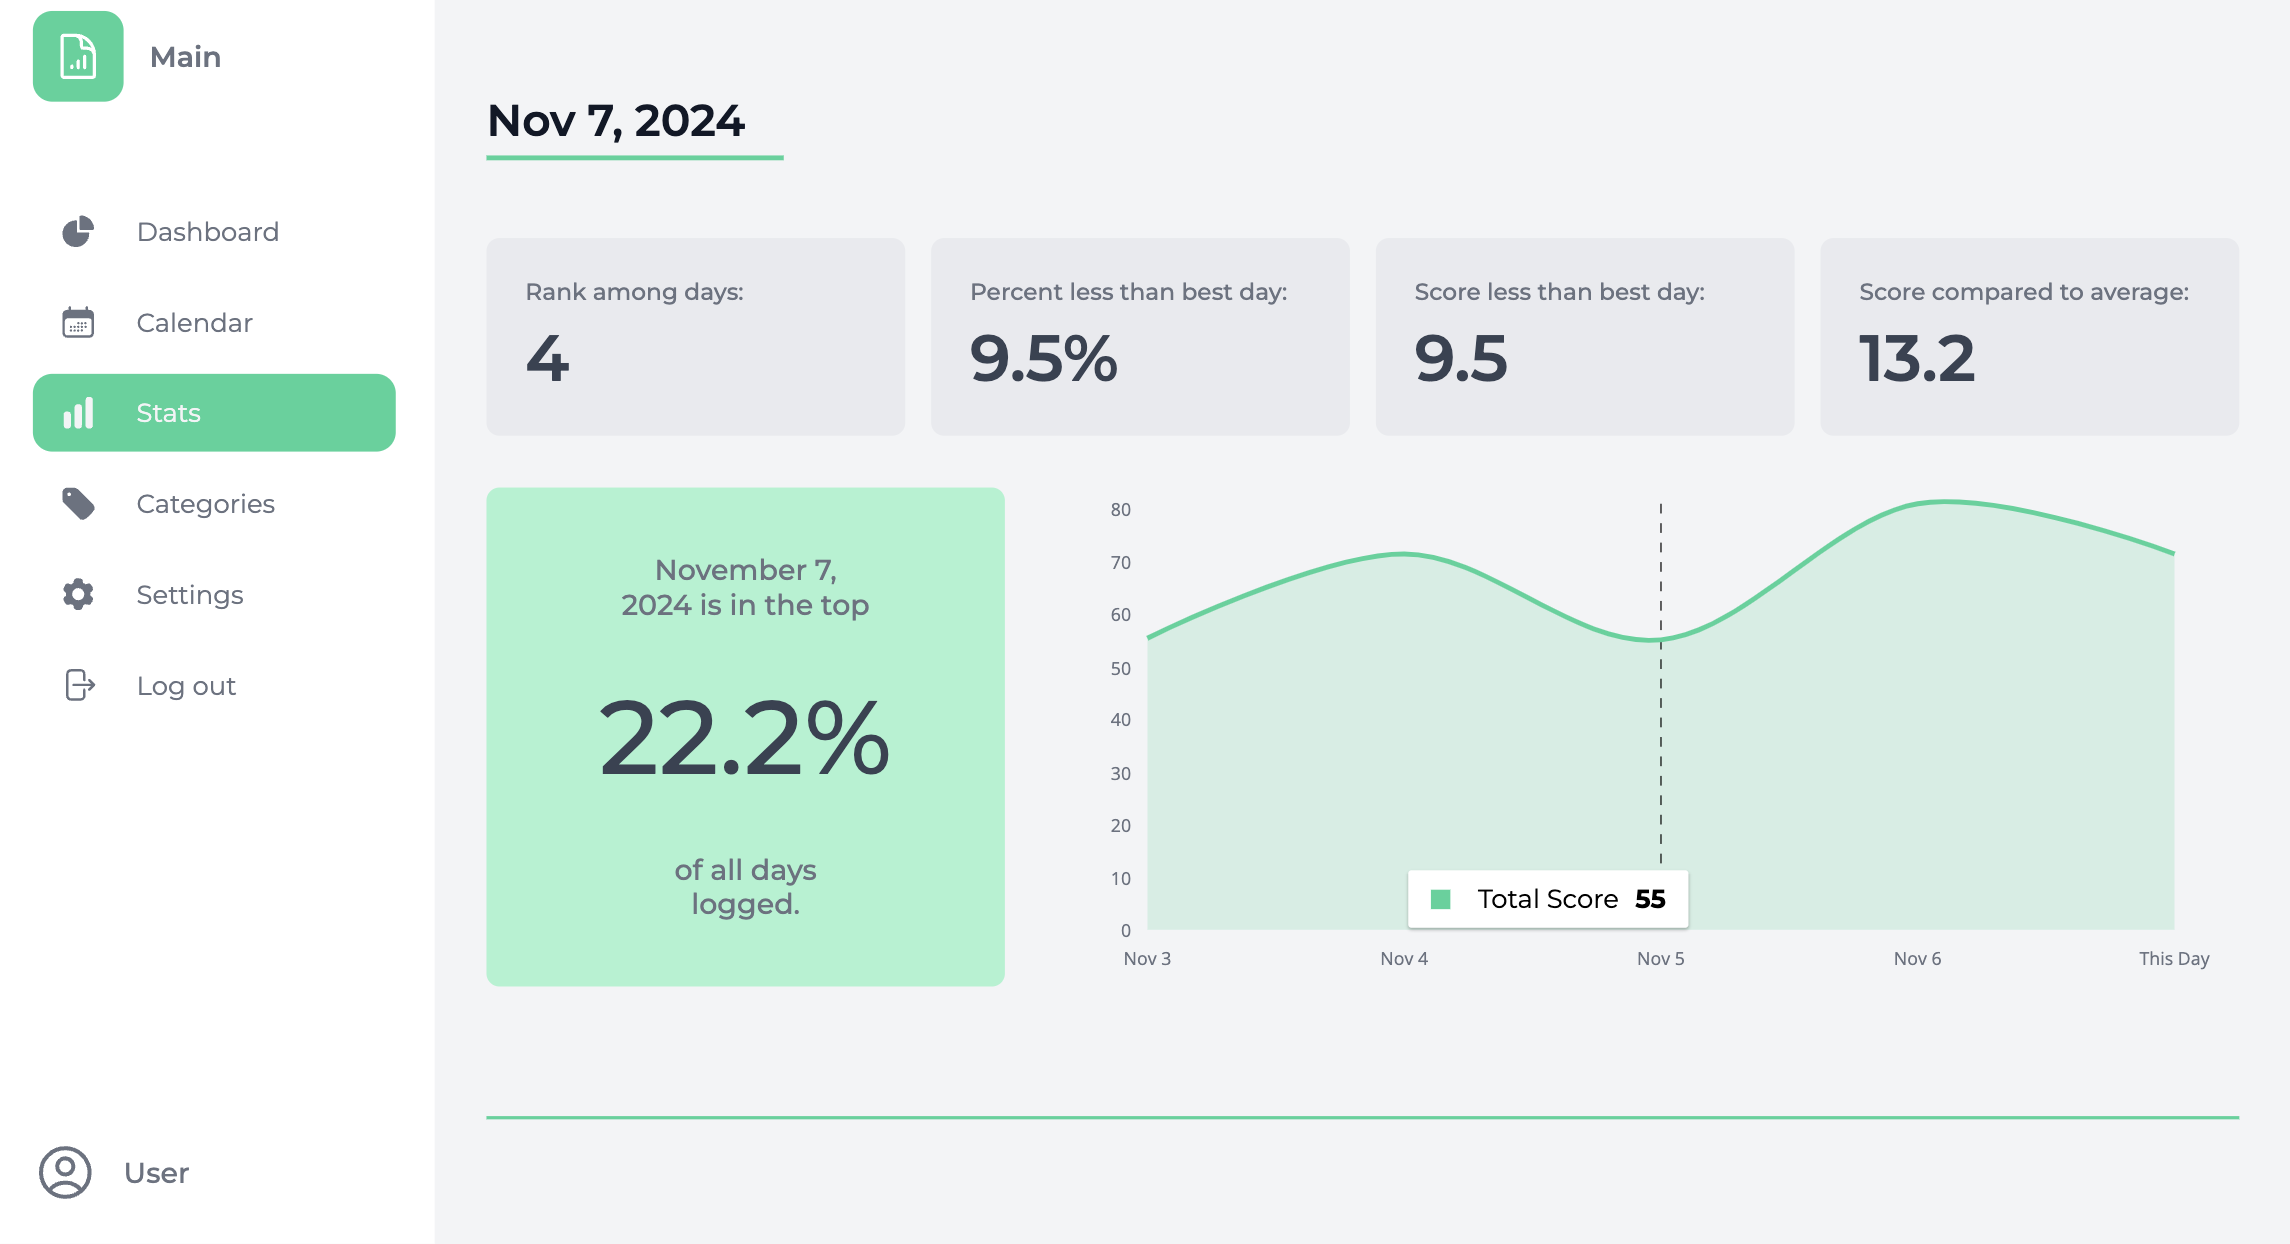 Main
Dashboard
Calendar
Stats
Categories
Settings
Log out
User
Nov 7, 2024
Rank among days:
4
Percent less than best day:
9.5%
Score less than best day:
9.5
Score compared to average:
13.2
November 7,
2024 is in the top
22.2%
of all days
logged.
80
70
60
50
40
30
20
10
0
Total Score 55
Nov 3 Nov 4 Nov 5 Nov 6 This Day